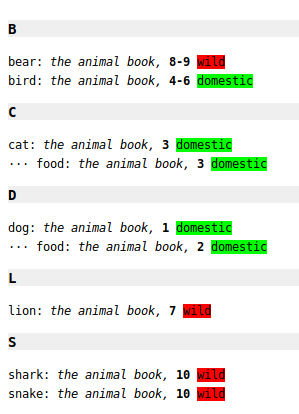 B
bear: the animal book, 8-9 wild
bird: the animal book, 4-6 domestic
C
cat: the animal book, 3 domestic
··· food: the animal book, 3 domestic
D
dog: the animal book, 1 domestic
··· food: the animal book, 2 domestic
L
lion: the animal book, 7 wild
S
shark: the animal book, 10 wild
snake: the animal book, 10 wild